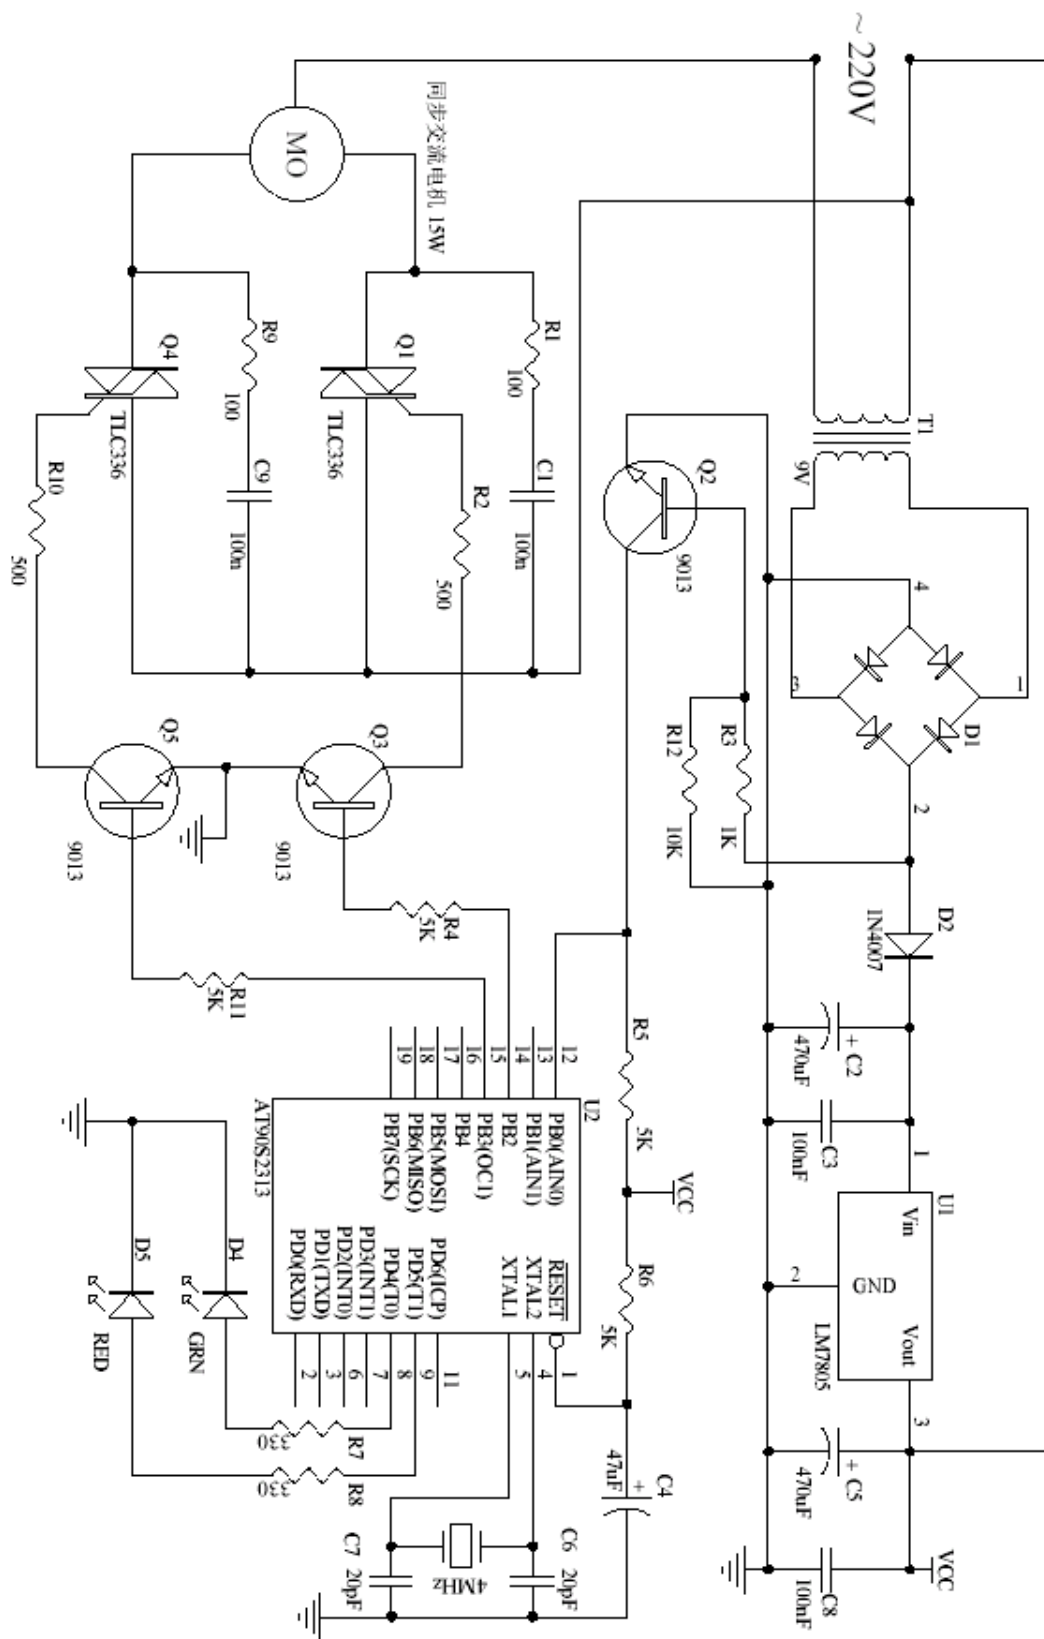 ~220V
同步交流电机 15W
MO
T1
9V
R1
100
C1
100n
Q1
TLC336
R2
500
R9
100
C9
100n
Q4
TLC336
R10
500
Q2
9013
4
3
1
D1
2
R12
10K
R3
1K
Q3
9013
Q5
9013
R4
5K
R11
5K
D2
1N4007
+ C2
470uF
C3
100nF
U1
1
Vin
2
GND
Vout
LM7805
3
+ C5
470uF
C8
100nF
VCC
R5
5K
VCC
R6
5K
+ C4
47uF
U2
AT90S2313
12
13
14
15
16
17
18
19
PB0(AIN0)
PB1(AIN1)
PB2
PB3(OC1)
PB4
PB5(MOSI)
PB6(MISO)
PB7(SCK)
RESET
XTAL2
XTAL1
PD6(ICP)
PD5(T1)
PD4(T0)
PD3(INT1)
PD2(INT0)
PD1(TXD)
PD0(RXD)
1
4
5
11
9
8
7
6
3
2
D4
GRN
D5
RED
R7
330
R8
330
C6 20pF
4MHz
C7 20pF